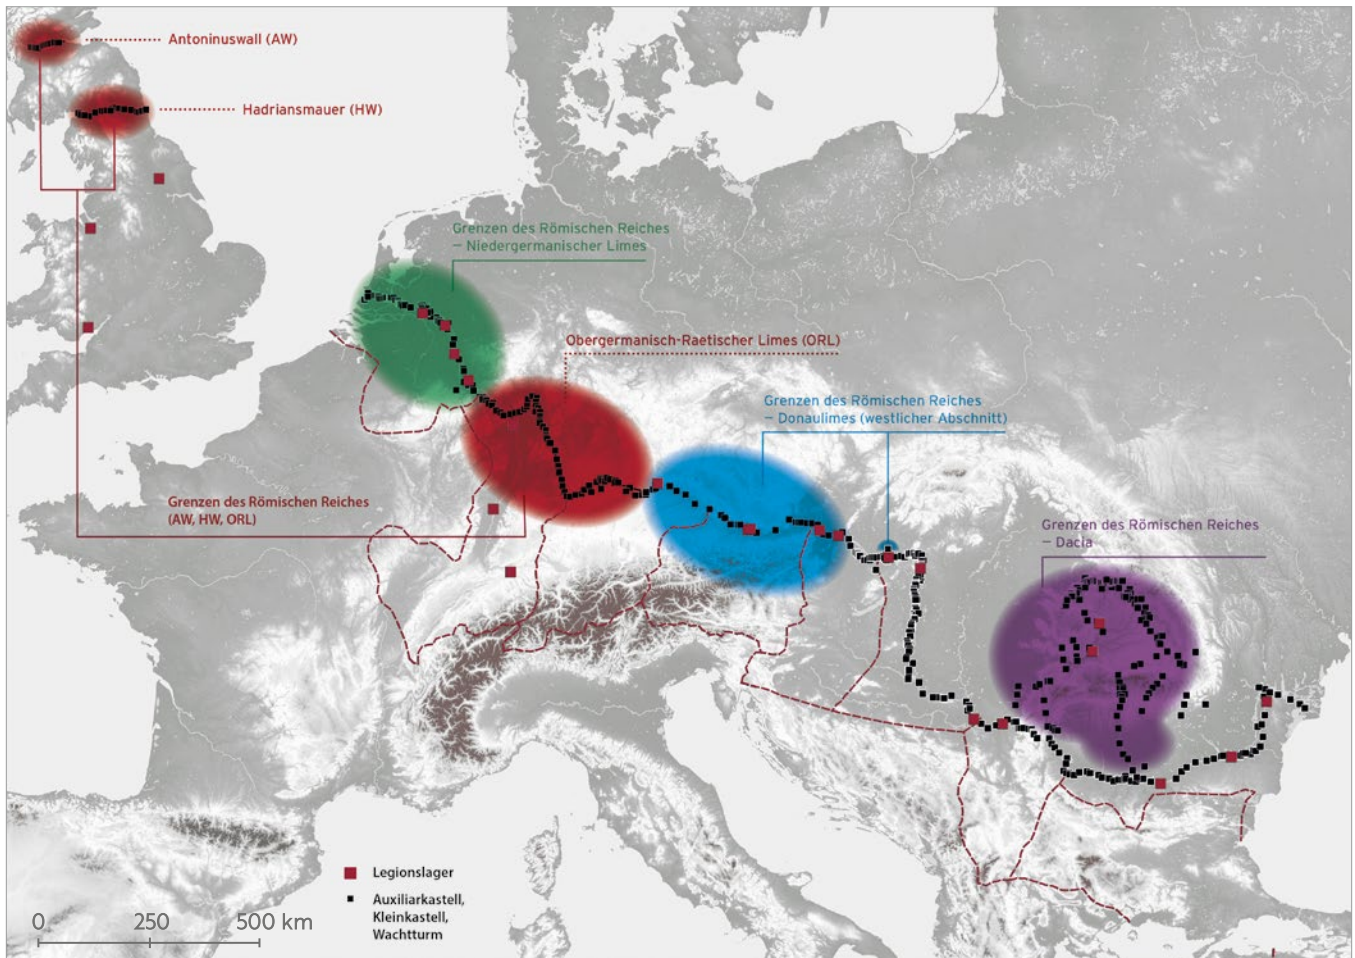 Antoninuswall (AW)
Hadriansmauer (HW)
Grenzen des Römischen Reiches
— Niedergermanischer Limes
Obergermanisch-Raetischer Limes (ORL)
Grenzen des Römischen Reiches
— Donaulimes (westlicher Abschnitt)
Grenzen des Römischen Reiches
(AW, HW, ORL)
Grenzen des Römischen Reiches
— Dacia
Legionslager
Auxiliarkastell,
Kleinkastell,
Wachtturm
0 250 500 km